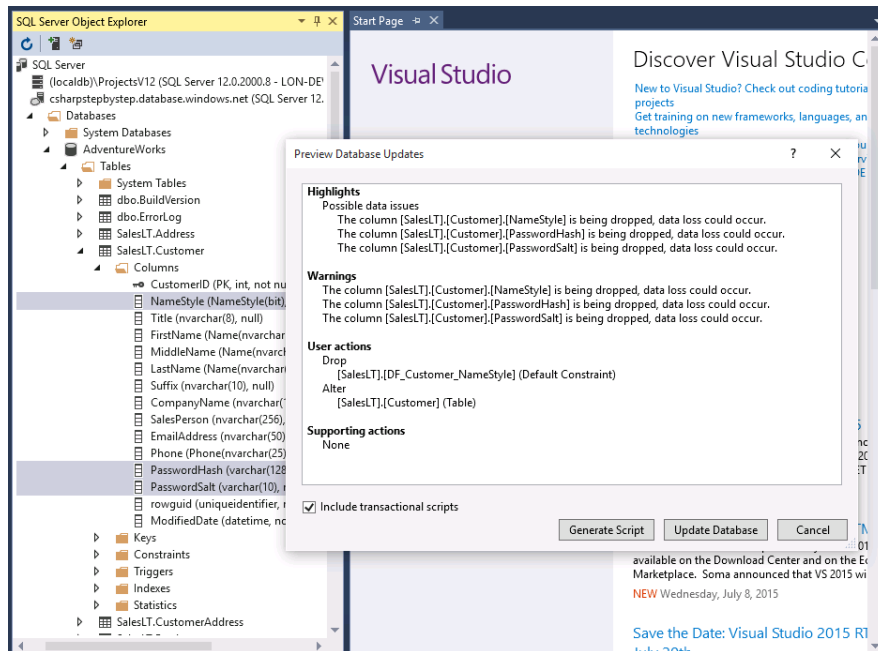 SQL Server Object Explorer
SQL Server
(localdb)\ProjectsV12 (SQL Server 12.0.2000.8 - LON-DE
csharpstepbystep.database.windows.net (SQL Server 12.
Databases
System Databases
AdventureWorks
Tables
System Tables
dbo.BuildVersion
dbo.ErrorLog
SalesLT.Address
SalesLT.Customer
Columns
CustomerID (PK, int, not nu
NameStyle (NameStyle(bit),
Title (nvarchar(8), null)
FirstName (Name(nvarchar
MiddleName (Name(nvarch
LastName (Name(nvarchar(
Suffix (nvarchar(10), null)
CompanyName (nvarchar(
SalesPerson (nvarchar(256),
EmailAddress (nvarchar(50)
Phone (Phone(nvarchar(25)
PasswordHash (varchar(128
PasswordSalt (varchar(10),
rowguid (uniqueidentifier,
ModifiedDate (datetime, no
Keys
Constraints
Triggers
Indexes
Statistics
SalesLT.CustomerAddress
Start Page
Visual Studio
Discover Visual Studio C
New to Visual Studio? Check out coding tutoria
projects
Get training on new frameworks, languages, an
technologies
Preview Database Updates
? 
Highlights
Possible data issues
The column [SalesLT].[Customer].[NameStyle] is being dropped, data loss could occur.
The column [SalesLT].[Customer].[PasswordHash] is being dropped, data loss could occur.
The column [SalesLT].[Customer].[PasswordSalt] is being dropped, data loss could occur.
Warnings
The column [SalesLT].[Customer].[NameStyle] is being dropped, data loss could occur.
The column [SalesLT].[Customer].[PasswordHash] is being dropped, data loss could occur.
The column [SalesLT].[Customer].[PasswordSalt] is being dropped, data loss could occur.
User actions
Drop
[SalesLT].[DF_Customer_NameStyle] (Default Constraint)
Alter
[SalesLT].[Customer] (Table)
Supporting actions
None
Include transactional scripts
Generate Script
Update Database
Cancel
available on the Download Center and on the Ec
Marketplace. Soma announced that VS 2015 wi
NEW Wednesday, July 8, 2015
Save the Date: Visual Studio 2015 RT